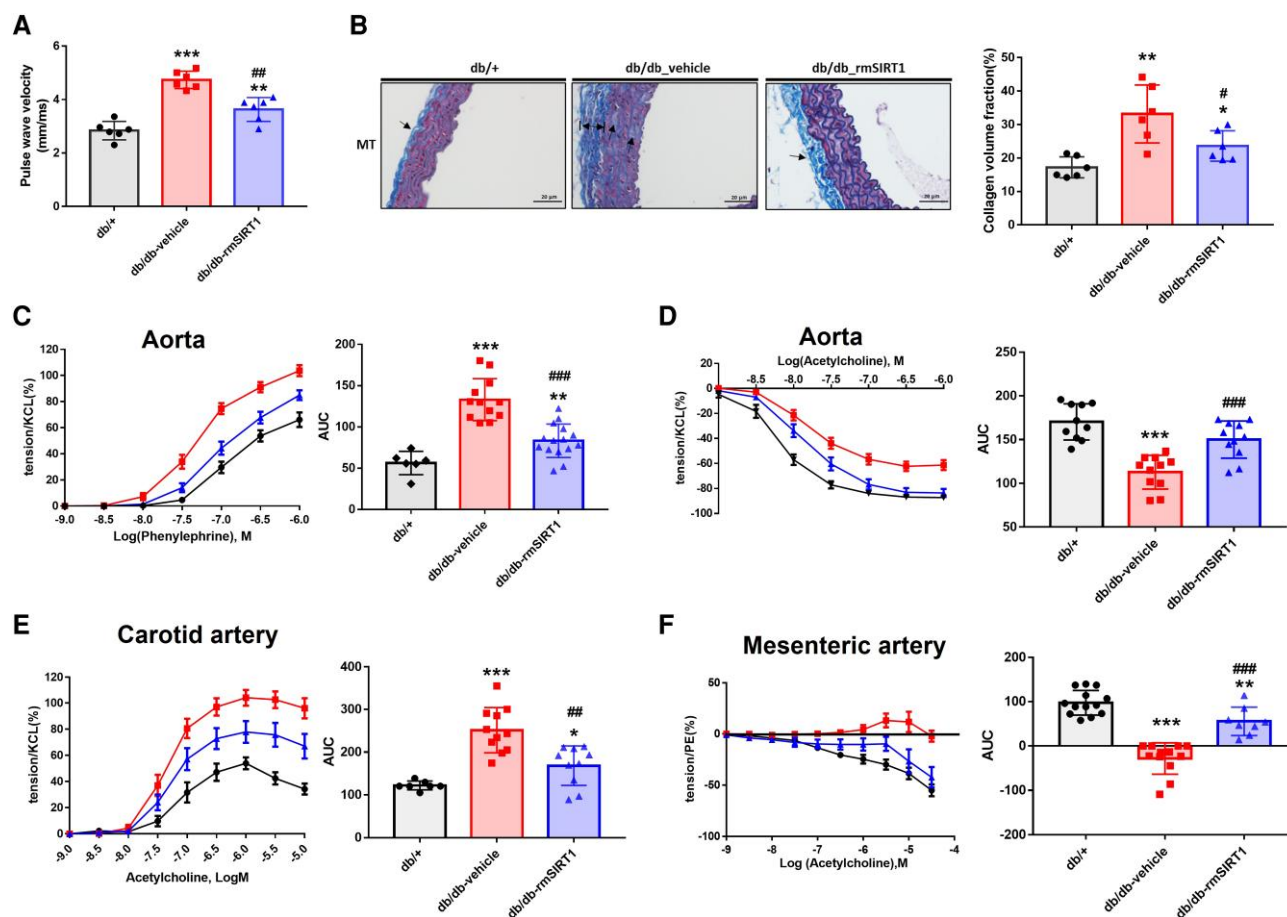 A
Pulse wave velocity
(mm/ms)
6
4
2
0
***
##
**
db/+
db/db-vehicle
db/db-rmSIRT1
B
db/+
db/db_vehicle
db/db_rmSIRT1
MT
20 μm
20 μm
20 μm
Collagen volume fraction(%)
50
40
30
20
10
0
**
#
*
db/+
db/db-vehicle
db/db-rmSIRT1
C
Aorta
tension/KCL(%)
120
100
80
60
40
20
0
-9.0 -8.5 -8.0 -7.5 -7.0 -6.5 -6.0
Log(Phenylephrine), M
AUC
200
150
100
50
0
***
###
**
db/+
db/db-vehicle
db/db-rmSIRT1
D
Aorta
Log(Acetylcholine), M
-8.5 -8.0 -7.5 -7.0 -6.5 -6.0
tension/KCL(%)
20
0
-20
-40
-60
-80
-100
AUC
250
200
150
100
50
***
###
db/+
db/db-vehicle
db/db-rmSIRT1
E
Carotid artery
tension/KCL(%)
120
100
80
60
40
20
0
-9.0 -8.5 -8.0 -7.5 -7.0 -6.5 -6.0 -5.5 -5.0
Acetylcholine, LogM
AUC
400
300
200
100
0
***
##
*
db/+
db/db-vehicle
db/db-rmSIRT1
F
Mesenteric artery
tension/PE(%)
50
0
-50
-100
-9 -8 -7 -6 -5 -4
Log (Acetylcholine),M
AUC
200
100
0
-100
-200
***
###
**
db/+
db/db-vehicle
db/db-rmSIRT1